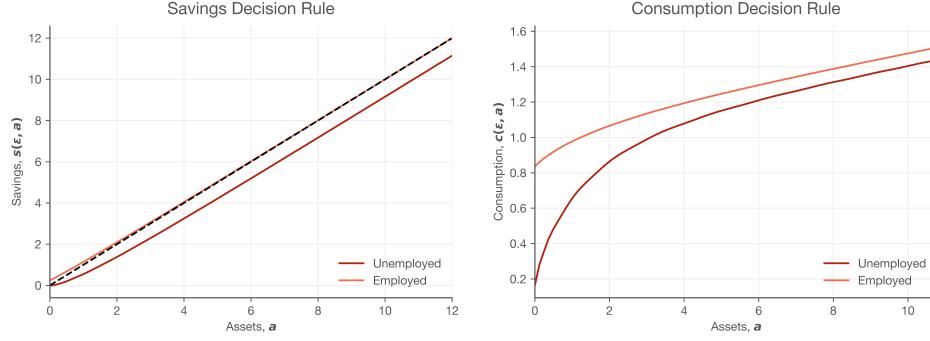 Savings Decision Rule
12
10
8
6
4
2
0
Savings, s(ε, a)
0 2 4 6 8 10 12
Assets, a
Unemployed
Employed
Consumption Decision Rule
1.6
1.4
1.2
1.0
0.8
0.6
0.4
0.2
Consumption, c(ε, a)
0 2 4 6 8 10
Assets, a
Unemployed
Employed